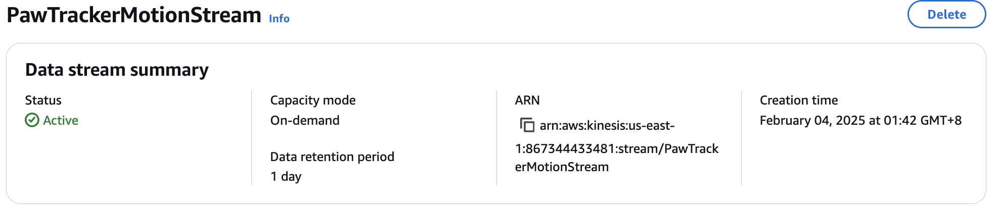 PawTrackerMotionStream Info
Delete
Data stream summary
Status
Active
Capacity mode
On-demand
Data retention period
1 day
ARN
arn:aws:kinesis:us-east-
1:867344433481:stream/PawTrack
erMotionStream
Creation time
February 04, 2025 at 01:42 GMT+8